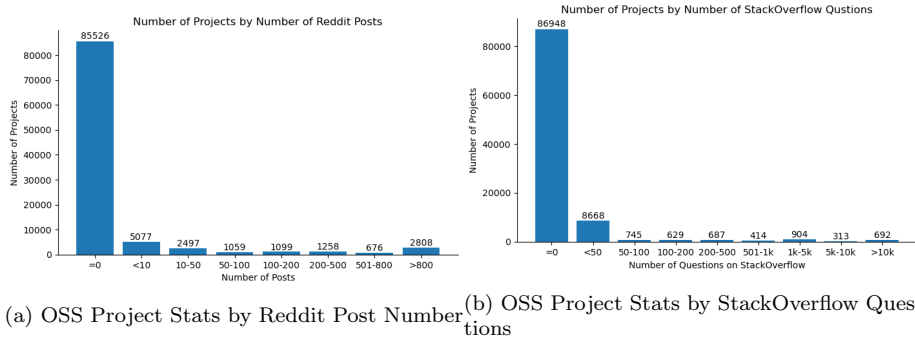 Number of Projects by Number of Reddit Posts
85526
80000
70000
60000
50000
40000
30000
20000
10000
0
Number of Projects
5077
2497
1059
1099
1258
676
2808
=0 <10 10-50 50-100 100-200 200-500 501-800 >800
Number of Posts
(a) OSS Project Stats by Reddit Post Number
Number of Projects by Number of StackOverflow Qustions
86948
80000
60000
40000
20000
0
Number of Projects
8668
745
629
687
414
904
313
692
=0 <50 50-100 100-200 200-500 501-1k 1k-5k 5k-10k >10k
Number of Questions on StackOverflow
(b) OSS Project Stats by StackOverflow Ques
tions